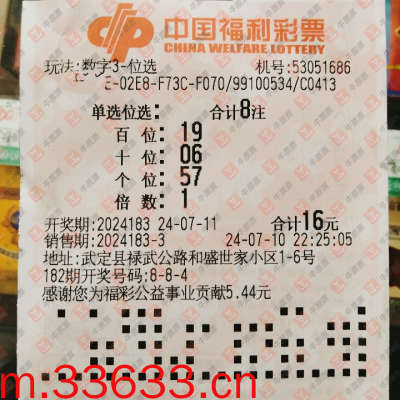 中国福利彩票
CHINA WELFARE LOTTERY
玩法:数字3-位选 机号:53051686
E-02E8-F73C-F070/99100534/C0413
单选位选: 合计8注
百位: 19
十位: 06
个位: 57
倍数: 1
开奖期:2024183 24-07-11 合计16元
销售期:2024183-3 24-07-10 22:25:05
地址:武定县禄武公路和盛世家小区1-6号
182期开奖号码:8-8-4
感谢您为福彩公益事业贡献5.44元
m.33633.cn